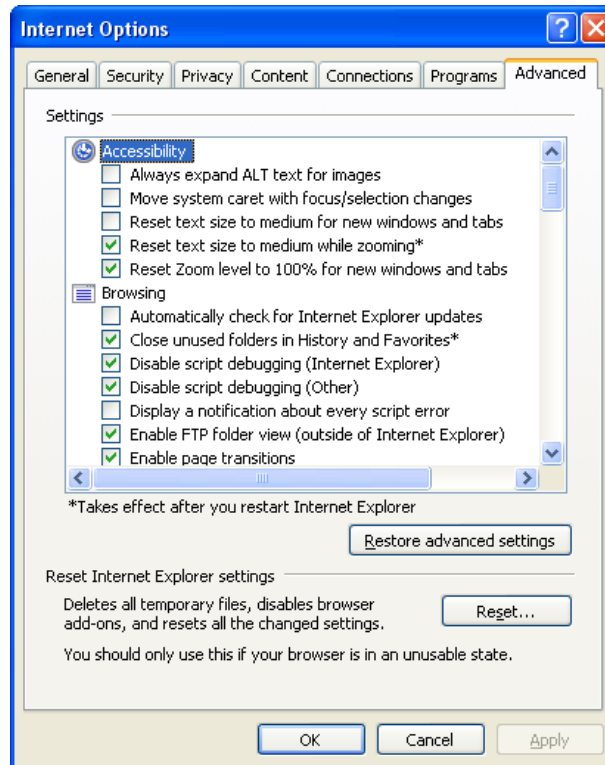 Internet Options
General Security Privacy Content Connections Programs Advanced
Settings
Accessibility
Always expand ALT text for images
Move system caret with focus/selection changes
Reset text size to medium for new windows and tabs
Reset text size to medium while zooming*
Reset Zoom level to 100% for new windows and tabs
Browsing
Automatically check for Internet Explorer updates
Close unused folders in History and Favorites*
Disable script debugging (Internet Explorer)
Disable script debugging (Other)
Display a notification about every script error
Enable FTP folder view (outside of Internet Explorer)
Enable page transitions
*Takes effect after you restart Internet Explorer
Restore advanced settings
Reset Internet Explorer settings
Deletes all temporary files, disables browser
add-ons, and resets all the changed settings.
Reset...
You should only use this if your browser is in an unusable state.
OK Cancel Apply